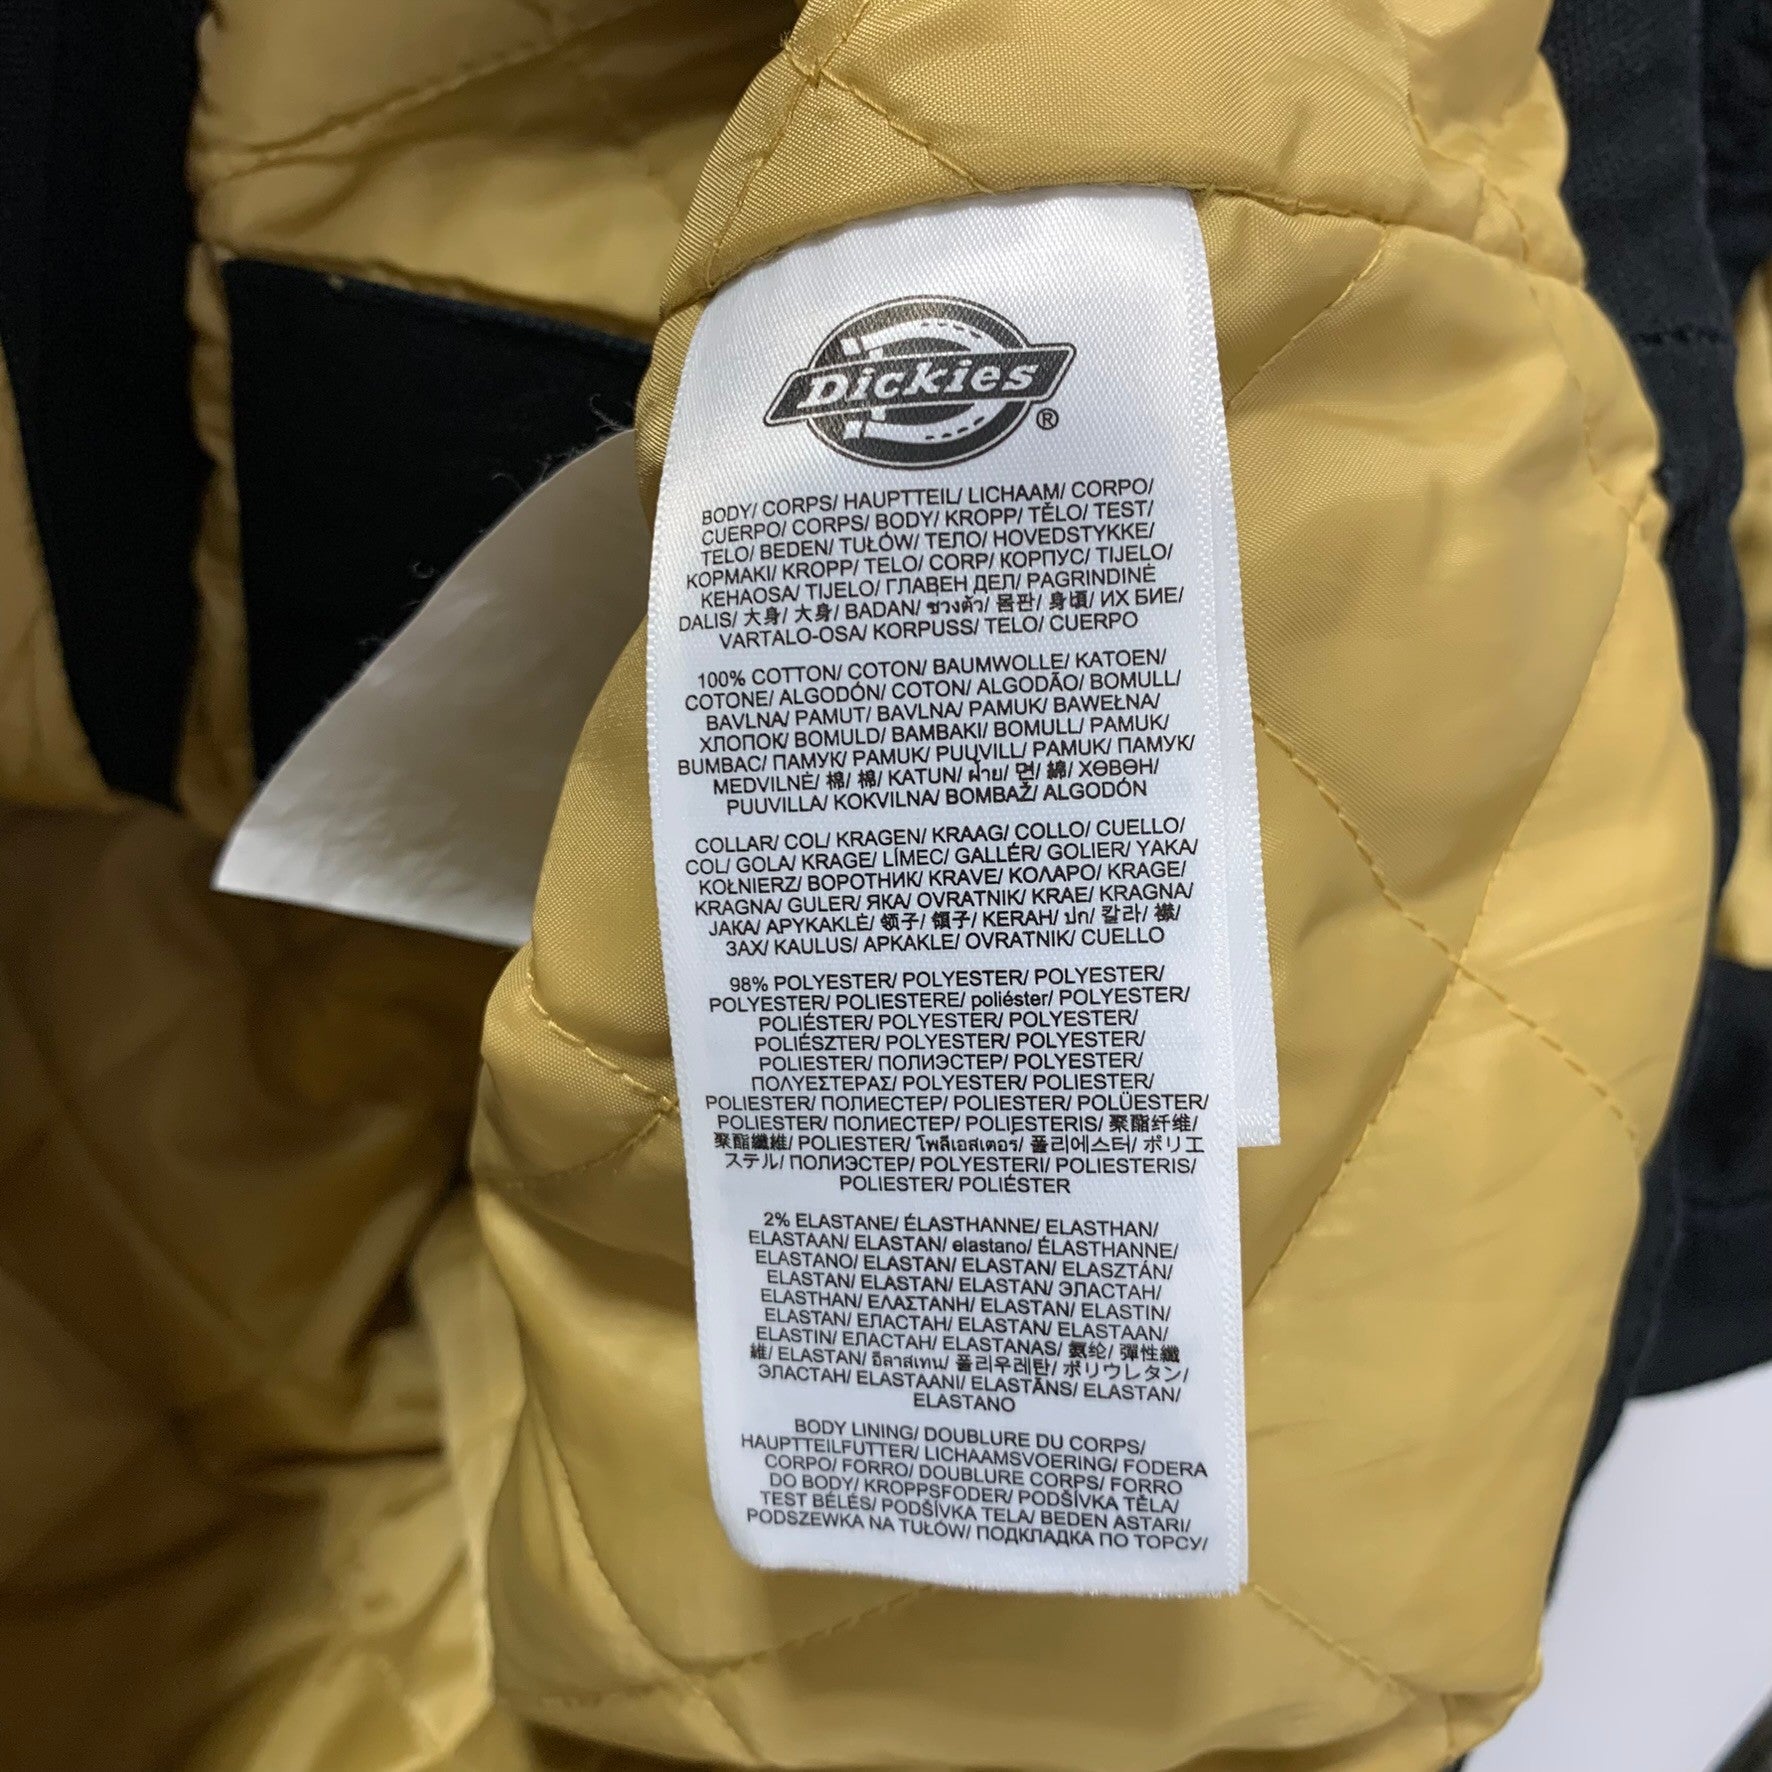 Dickies
®
BODY/ CORPS/ HAUPTTEIL/ LICHAAM/ CORPO/
CUERPO/ CORPS/ BODY/ KROPP/ TĚLO/ TEST/
TELO/ BEDEN/ TUŁÓW/ ТЕЛО/ HOVEDSTYKKE/
ΚΟΡΜΑΚΙ/ KROPP/ TELO/ CORP/ КОРПУС/ TIJELO/
KEHAOSA/ TIJELO/ ГЛАВЕН ДЕЛ/ PAGRINDINĖ
DALIS/ 大身/ 大身/ BADAN/ ช่วงตัว/ 몸판/ 身頃/ ИХ БИЕ/
VARTALO-OSA/ KORPUSS/ TELO/ CUERPO
100% COTTON/ COTON/ BAUMWOLLE/ KATOEN/
COTONE/ ALGODÓN/ COTON/ ALGODÃO/ BOMULL/
BAVLNA/ PAMUT/ BAVLNA/ PAMUK/ BAWEŁNA/
ХЛОПОК/ BOMULD/ ΒΑΜΒΑΚΙ/ BOMULL/ PAMUK/
BUMBAC/ ПАМУК/ PAMUK/ PUUVILL/ PAMUK/ ПАМУК/
MEDVILNĖ/ 棉/ 棉/ KATUN/ ฝ้าย/ 면/ 綿/ ХӨВӨН/
PUUVILLA/ KOKVILNA/ BOMBAŽ/ ALGODÓN
COLLAR/ COL/ KRAGEN/ KRAAG/ COLLO/ CUELLO/
COL/ GOLA/ KRAGE/ LÍMEC/ GALLÉR/ GOLIER/ YAKA/
KOŁNIERZ/ ВОРОТНИК/ KRAVE/ ΚΟΛΑΡΟ/ KRAGE/
KRAGNA/ GULER/ ЯКА/ OVRATNIK/ KRAE/ KRAGNA/
JAKA/ APYKAKLĖ/ 领子/ 領子/ KERAH/ ปก/ 칼라/ 襟/
ЗАХ/ KAULUS/ APKAKLE/ OVRATNIK/ CUELLO
98% POLYESTER/ POLYESTER/ POLYESTER/
POLYESTER/ POLIESTERE/ poliéster/ POLYESTER/
POLIÉSTER/ POLYESTER/ POLYESTER/
POLIÉSZTER/ POLYESTER/ POLYESTER/
POLIESTER/ ПОЛИЭСТЕР/ POLYESTER/
ΠΟΛΥΕΣΤΕΡΑΣ/ POLYESTER/ POLIESTER/
POLIESTER/ ПОЛИЕСТЕР/ POLIESTER/ POLÜESTER/
POLIESTER/ ПОЛИЕСТЕР/ POLIESTERIS/ 聚酯纤维/
聚酯纖維/ POLIESTER/ โพลีเอสเตอร์/ 폴리에스터/ ポリエ
ステル/ ПОЛИЭСТЕР/ POLYESTERI/ POLIESTERIS/
POLIESTER/ POLIÉSTER
2% ELASTANE/ ÉLASTHANNE/ ELASTHAN/
ELASTAAN/ ELASTAN/ elastano/ ÉLASTHANNE/
ELASTANO/ ELASTAN/ ELASTAN/ ELASZTÁN/
ELASTAN/ ELASTAN/ ELASTAN/ ЭЛАСТАН/
ELASTHAN/ ΕΛΑΣΤΑΝΗ/ ELASTAN/ ELASTIN/
ELASTAN/ ЕЛАСТАН/ ELASTAN/ ELASTAAN/
ELASTIN/ ЕЛАСТАН/ ELASTANAS/ 氨纶/ 彈性纖
維/ ELASTAN/ อีลาสเทน/ 폴리우레탄/ ポリウレタン/
ЭЛАСТАН/ ELASTAANI/ ELASTĀNS/ ELASTAN/
ELASTANO
BODY LINING/ DOUBLURE DU CORPS/
HAUPTTEILFUTTER/ LICHAAMSVOERING/ FODERA
CORPO/ FORRO/ DOUBLURE CORPS/ FORRO
DO BODY/ KROPPSFODER/ PODŠÍVKA TĚLA/
TEST BÉLÉS/ PODŠÍVKA TELA/ BEDEN ASTARI/
PODSZEWKA NA TUŁÓW/ ПОДКЛАДКА ПО ТОРСУ/